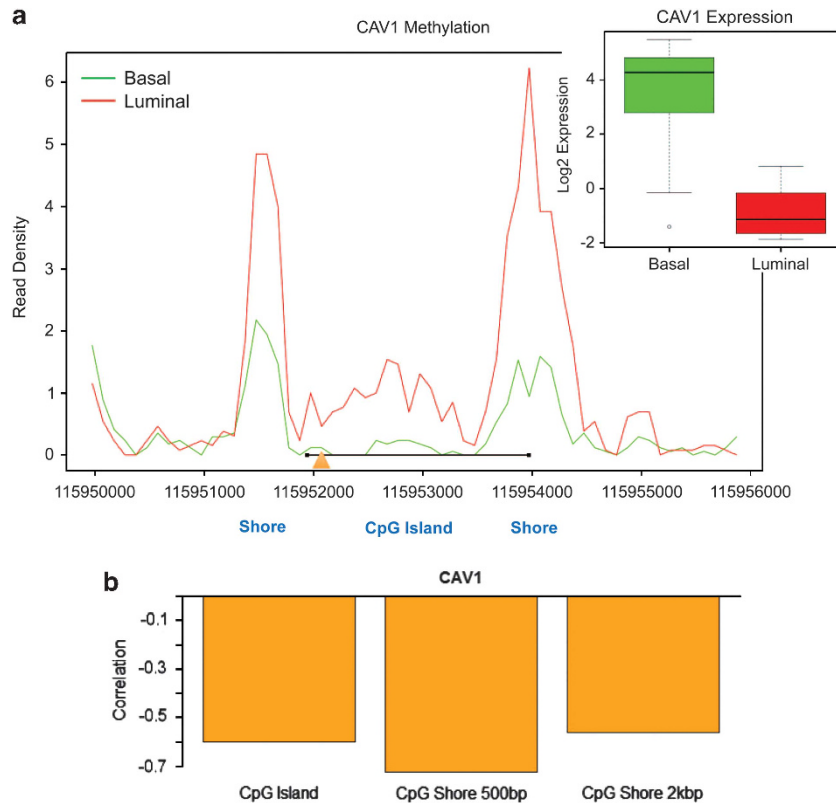 a
CAV1 Methylation
CAV1 Expression
Basal
Luminal
Read Density
6
5
4
3
2
1
0
Log2 Expression
4
2
0
-2
Basal Luminal
115950000 115951000 115952000 115953000 115954000 115955000 115956000
Shore CpG Island Shore
b
CAV1
Correlation
-0.1
-0.3
-0.5
-0.7
CpG Island CpG Shore 500bp CpG Shore 2kbp